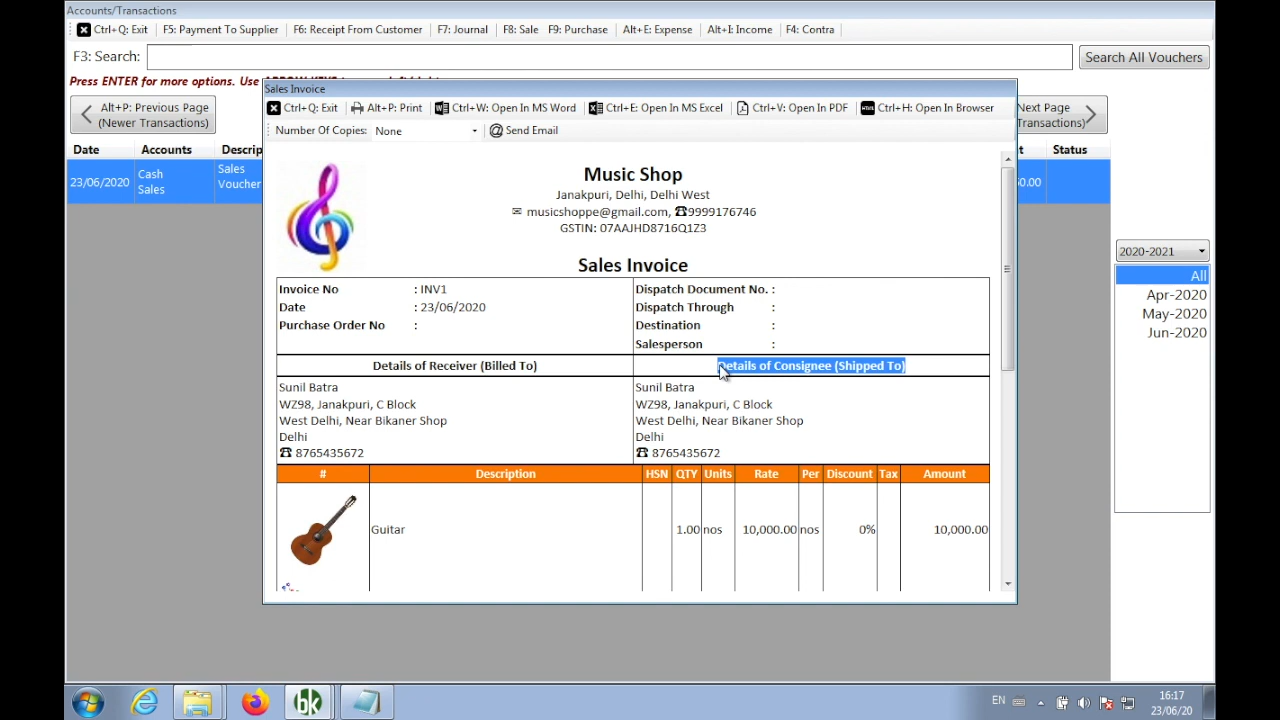 Accounts/Transactions
Ctrl+Q: Exit F5: Payment To Supplier F6: Receipt From Customer F7: Journal F8: Sale F9: Purchase Alt+E: Expense Alt+I: Income F4: Contra
F3: Search: Search All Vouchers
Press ENTER for more options. Use
Alt+P: Previous Page
(Newer Transactions)
Next Page
Transactions)
Date Accounts Descrip t Status
23/06/2020 Cash
Sales
Sales
Voucher
0.00
2020-2021
All
Apr-2020
May-2020
Jun-2020
Sales Invoice
Ctrl+Q: Exit Alt+P: Print Ctrl+W: Open In MS Word Ctrl+E: Open In MS Excel Ctrl+V: Open In PDF Ctrl+H: Open In Browser
Number Of Copies: None @ Send Email
Music Shop
Janakpuri, Delhi, Delhi West
✉ musicshoppe@gmail.com, ☎9999176746
GSTIN: 07AAJHD8716Q1Z3
Sales Invoice
Invoice No : INV1 Dispatch Document No. :
Date : 23/06/2020 Dispatch Through :
Purchase Order No : Destination :
Salesperson :
Details of Receiver (Billed To) Details of Consignee (Shipped To)
Sunil Batra Sunil Batra
WZ98, Janakpuri, C Block WZ98, Janakpuri, C Block
West Delhi, Near Bikaner Shop West Delhi, Near Bikaner Shop
Delhi Delhi
☎ 8765435672 ☎ 8765435672
# Description HSN QTY Units Rate Per Discount Tax Amount
Guitar 1.00 nos 10,000.00 nos 0% 10,000.00
EN 16:17
23/06/20